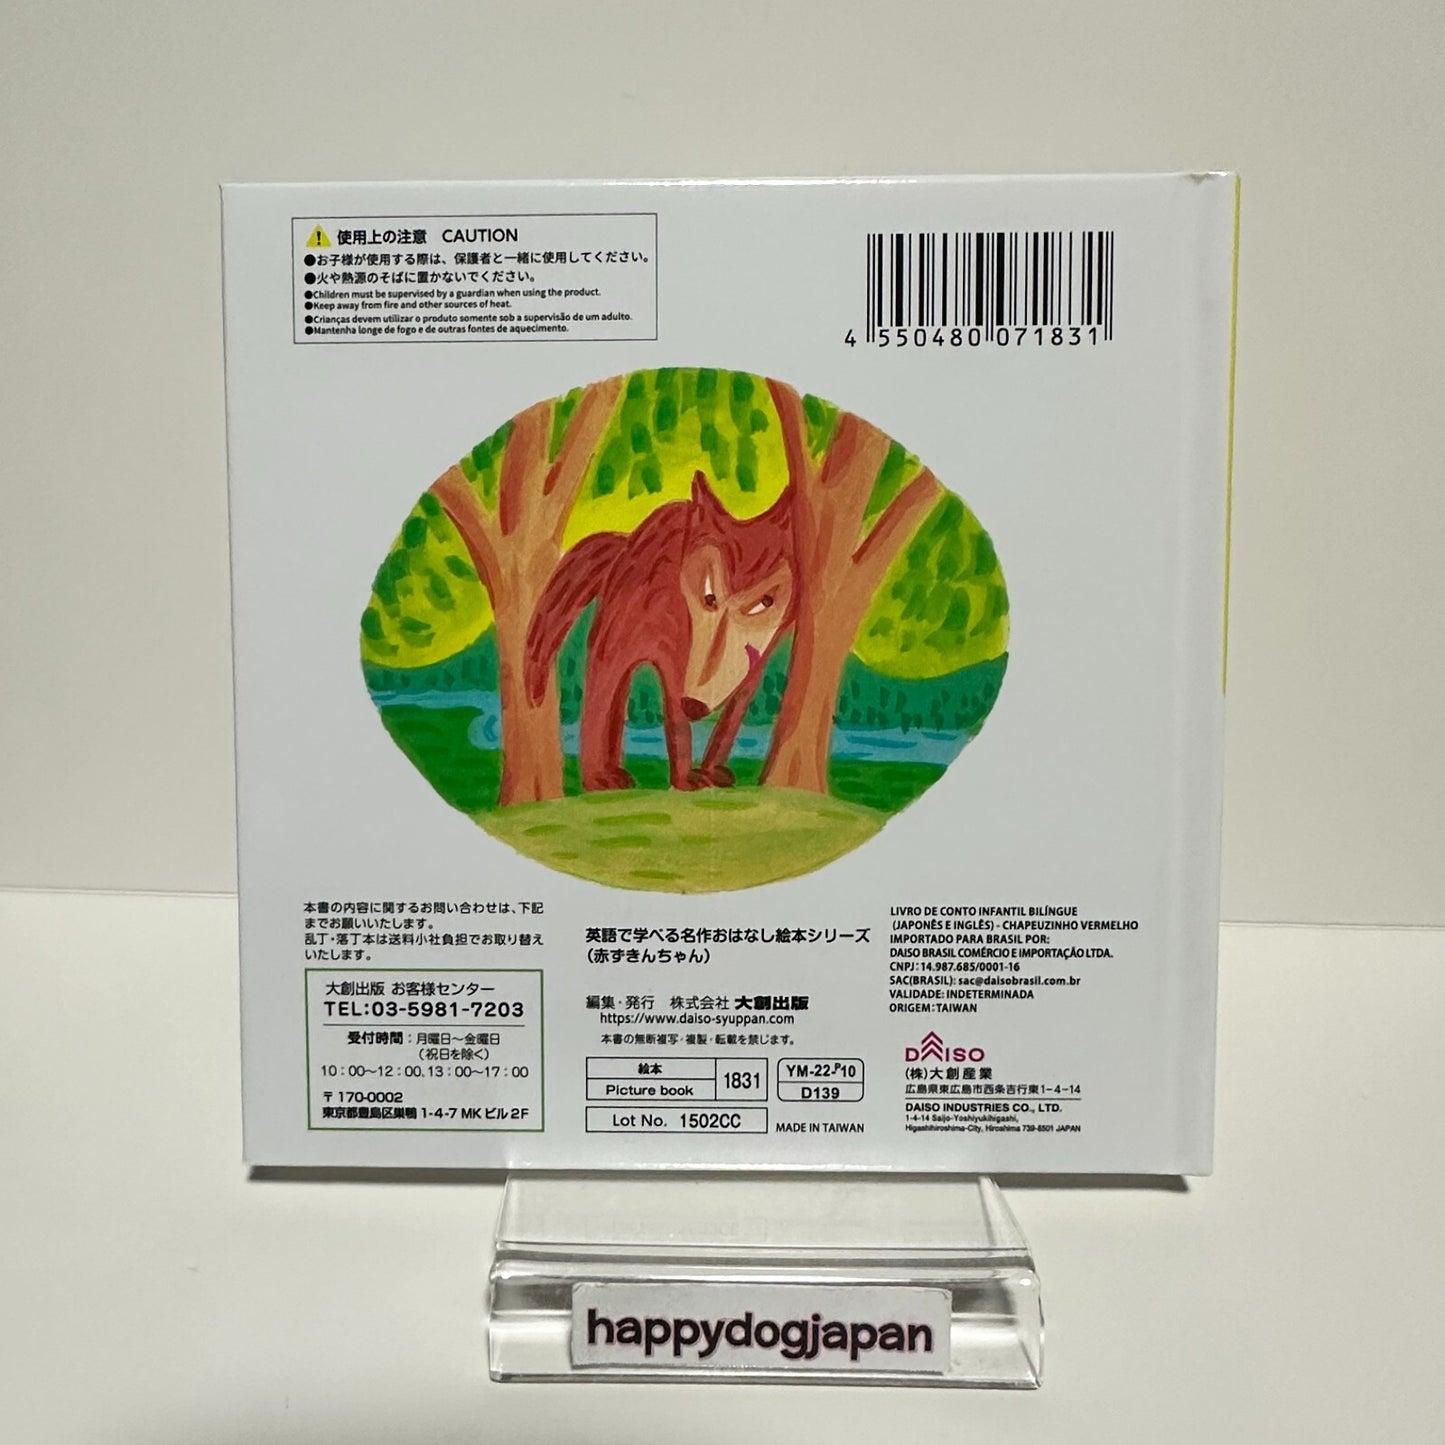 使用上の注意 CAUTION
●お子様が使用する際は、保護者と一緒に使用してください。
●火や熱源のそばに置かないでください。
●Children must be supervised by a guardian when using the product.
●Keep away from fire and other sources of heat.
●Crianças devem utilizar o produto somente sob a supervisão de um adulto.
●Mantenha longe de fogo e de outras fontes de aquecimento.
4 550480 071831
本書の内容に関するお問い合わせは、下記
までお願いいたします。
乱丁・落丁本は送料小社負担でお取り替え
いたします。
大創出版 お客様センター
TEL:03-5981-7203
受付時間:月曜日～金曜日
(祝日を除く)
10:00～12:00、13:00～17:00
〒170-0002
東京都豊島区巣鴨1-4-7 MKビル2F
英語で学べる名作おはなし絵本シリーズ
(赤ずきんちゃん)
編集・発行 株式会社 大創出版
https://www.daiso-syuppan.com
本書の無断複写・複製・転載を禁じます。
絵本
Picture book
1831
YM-22-P10
D139
Lot No. 1502CC
MADE IN TAIWAN
LIVRO DE CONTO INFANTIL BILÍNGUE
(JAPONÊS E INGLÊS) - CHAPEUZINHO VERMELHO
IMPORTADO PARA BRASIL POR:
DAISO BRASIL COMÉRCIO E IMPORTAÇÃO LTDA.
CNPJ: 14.987.685/0001-16
SAC(BRASIL): sac@daisobrasil.com.br
VALIDADE: INDETERMINADA
ORIGEM: TAIWAN
DAISO
(株)大創産業
広島県東広島市西条吉行東1-4-14
DAISO INDUSTRIES CO., LTD.
1-4-14 Saijo-Yoshiyukihigashi,
Higashihiroshima-City, Hiroshima 739-8501 JAPAN
happydogjapan